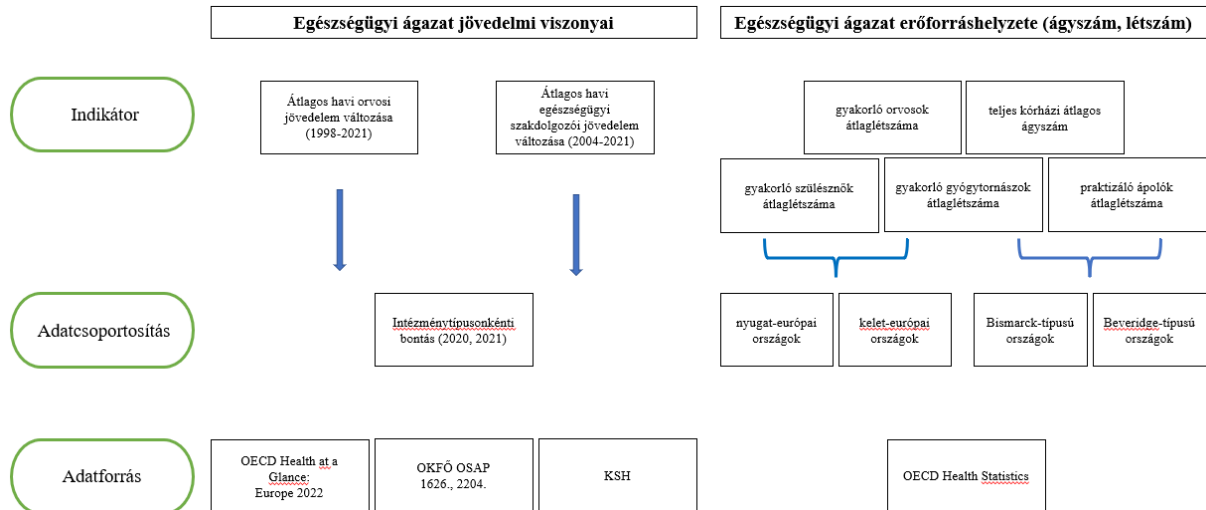 Egészségügyi ágazat jövedelmi viszonyai
Egészségügyi ágazat erőforráshelyzete (ágyszám, létszám)
Indikátor
Átlagos havi orvosi
jövedelem változása
(1998-2021)
Átlagos havi
egészségügyi
szakdolgozói jövedelem
változása (2004-2021)
gyakorló orvosok
átlaglétszáma
teljes kórházi átlagos
ágyszám
gyakorló szülésznők
átlaglétszáma
gyakorló gyógytornászok
átlaglétszáma
praktizáló ápolók
átlaglétszáma
Adatcsoportosítás
Intézménytípusonkénti
bontás (2020, 2021)
nyugat-európai
országok
kelet-európai
országok
Bismarck-típusú
országok
Beveridge-típusú
országok
Adatforrás
OECD Health at a
Glance:
Europe 2022
OKFŐ OSAP
1626., 2204.
KSH
OECD Health Statistics